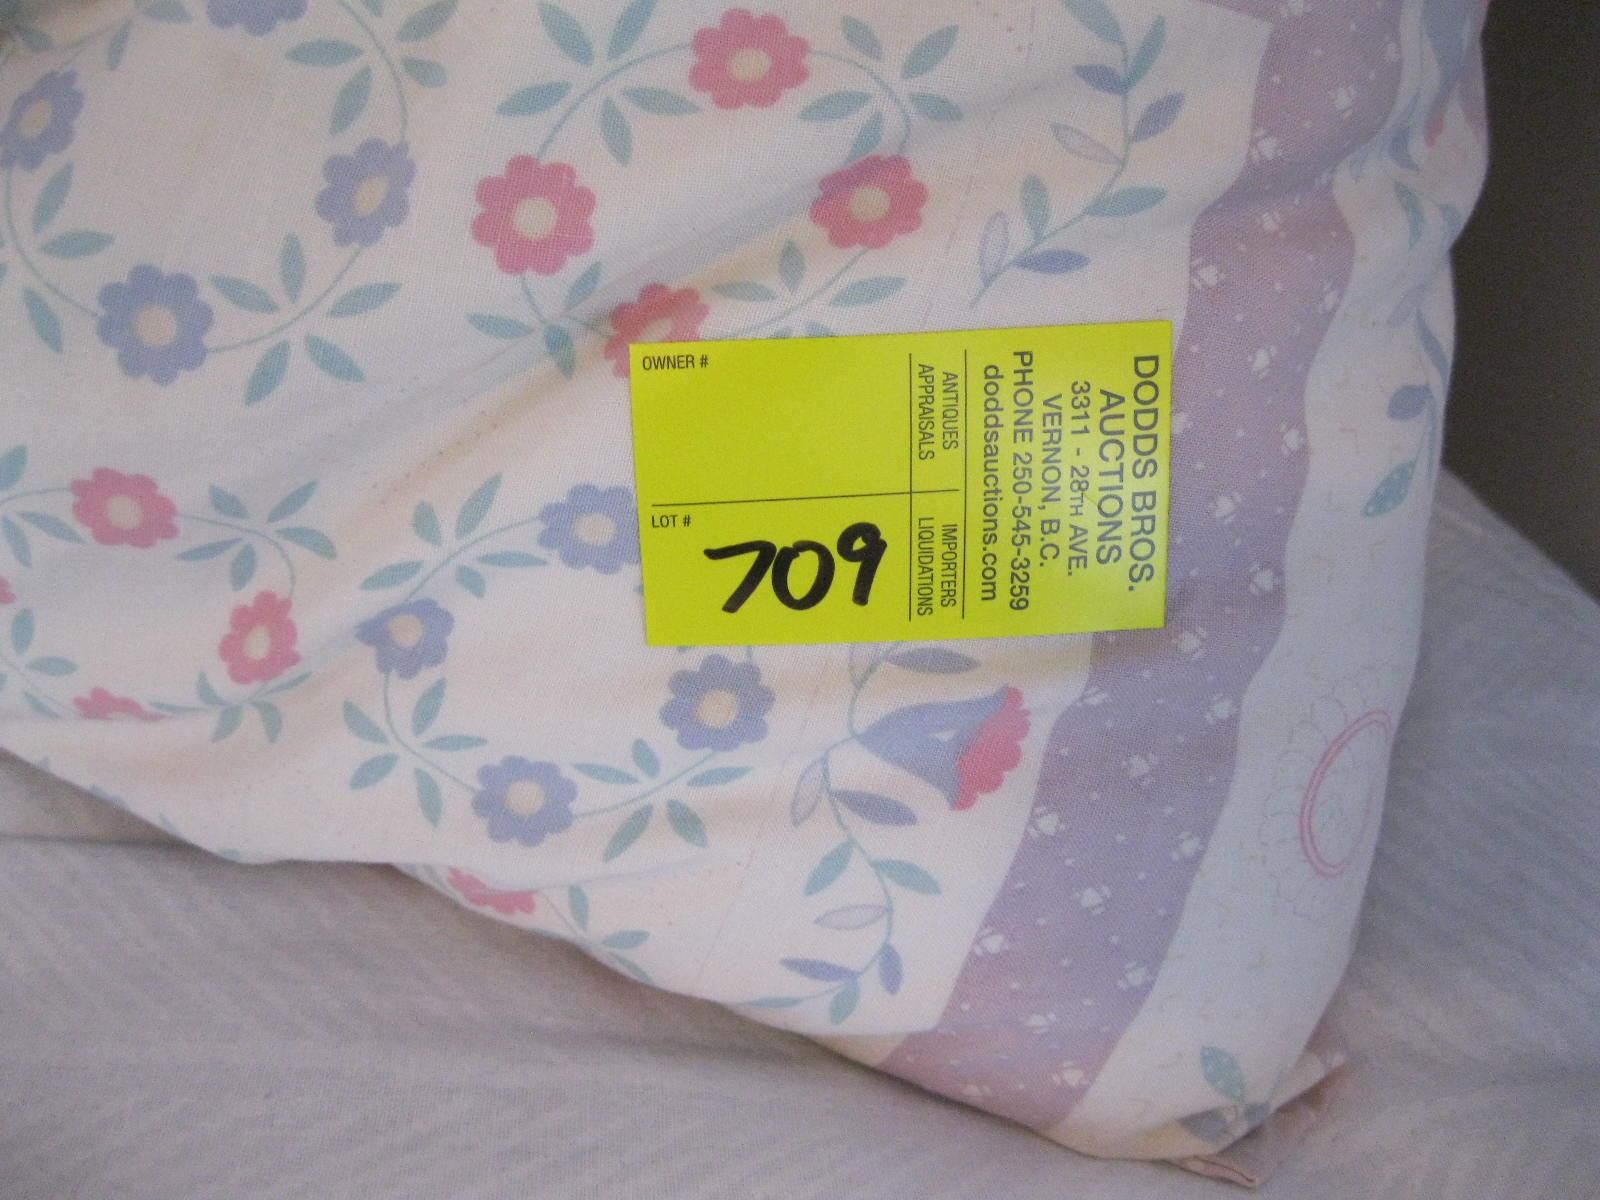 DODDS BROS.
AUCTIONS
3311 - 28TH AVE.
VERNON, B.C.
PHONE 250-545-3259
doddsauctions.com
ANTIQUES
APPRAISALS
IMPORTERS
LIQUIDATIONS
OWNER #
LOT #
709